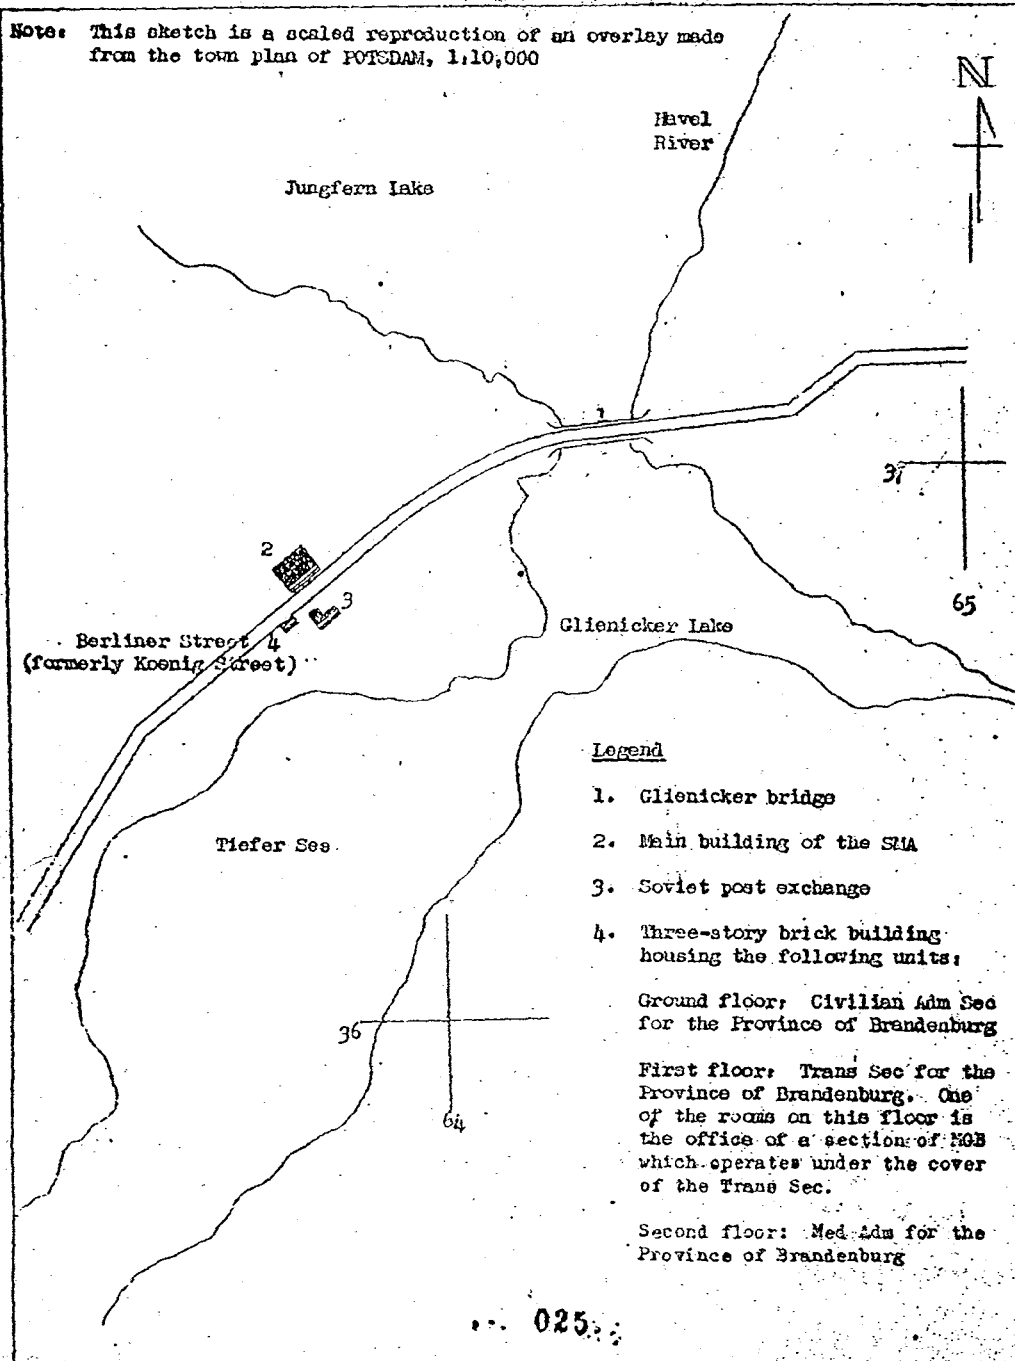 Note: This sketch is a scaled reproduction of an overlay made
from the town plan of POTSDAM, 1:10,000
N
Havel
River
Jungfern Lake
1
37
2
3
65
Glienicker Lake
Berliner Street 4
(formerly Koenig Street)
Legend
1. Glienicker bridge
2. Main building of the SMA
Tiefer See
3. Soviet post exchange
4. Three-story brick building
housing the following units:
Ground floor: Civilian Adm Sec
for the Province of Brandenburg
36
First floor: Trans Sec for the
Province of Brandenburg. One
of the rooms on this floor is
64
the office of a section of MGB
which operates under the cover
of the Trans Sec.
Second floor: Med Adm for the
Province of Brandenburg
025